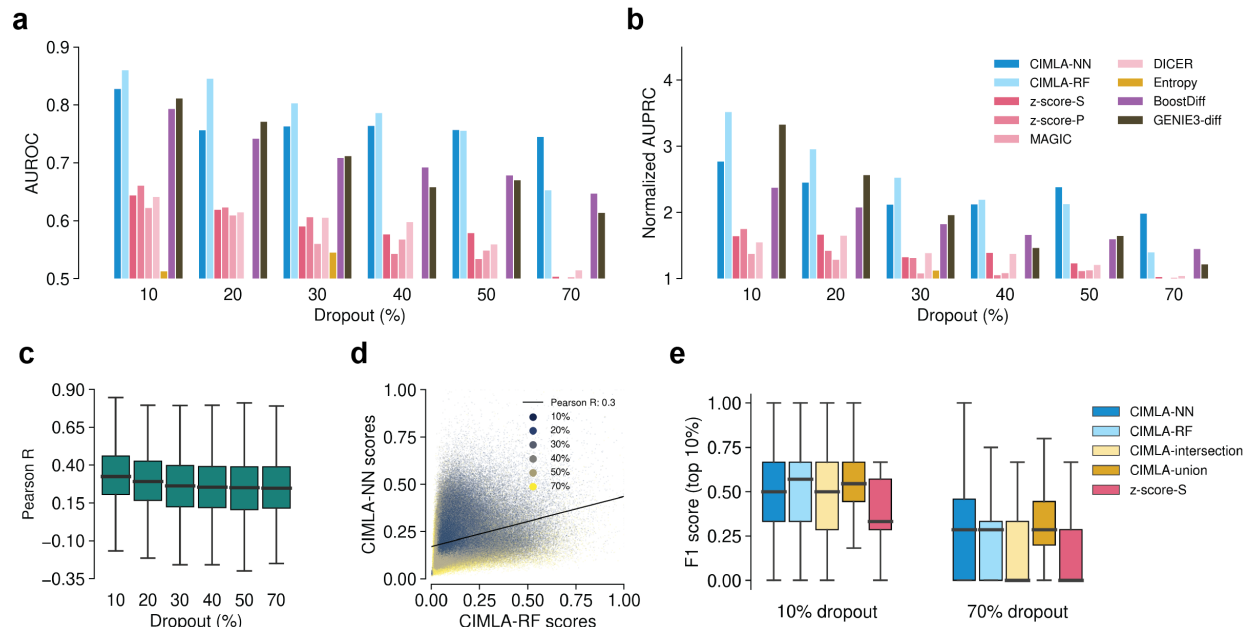 a
0.9
0.8
0.7
0.6
0.5
AUROC
10 20 30 40 50 70
Dropout (%)
b
4
3
2
1
Normalized AUPRC
CIMLA-NN
CIMLA-RF
z-score-S
z-score-P
MAGIC
DICER
Entropy
BoostDiff
GENIE3-diff
10 20 30 40 50 70
Dropout (%)
c
0.90
0.65
0.40
0.15
−0.10
−0.35
Pearson R
10 20 30 40 50 70
Dropout (%)
d
1.00
0.75
0.50
0.25
0.00
CIMLA-NN scores
Pearson R: 0.3
10%
20%
30%
40%
50%
70%
0.00 0.25 0.50 0.75 1.00
CIMLA-RF scores
e
1.00
0.75
0.50
0.25
0.00
F1 score (top 10%)
10% dropout 70% dropout
CIMLA-NN
CIMLA-RF
CIMLA-intersection
CIMLA-union
z-score-S